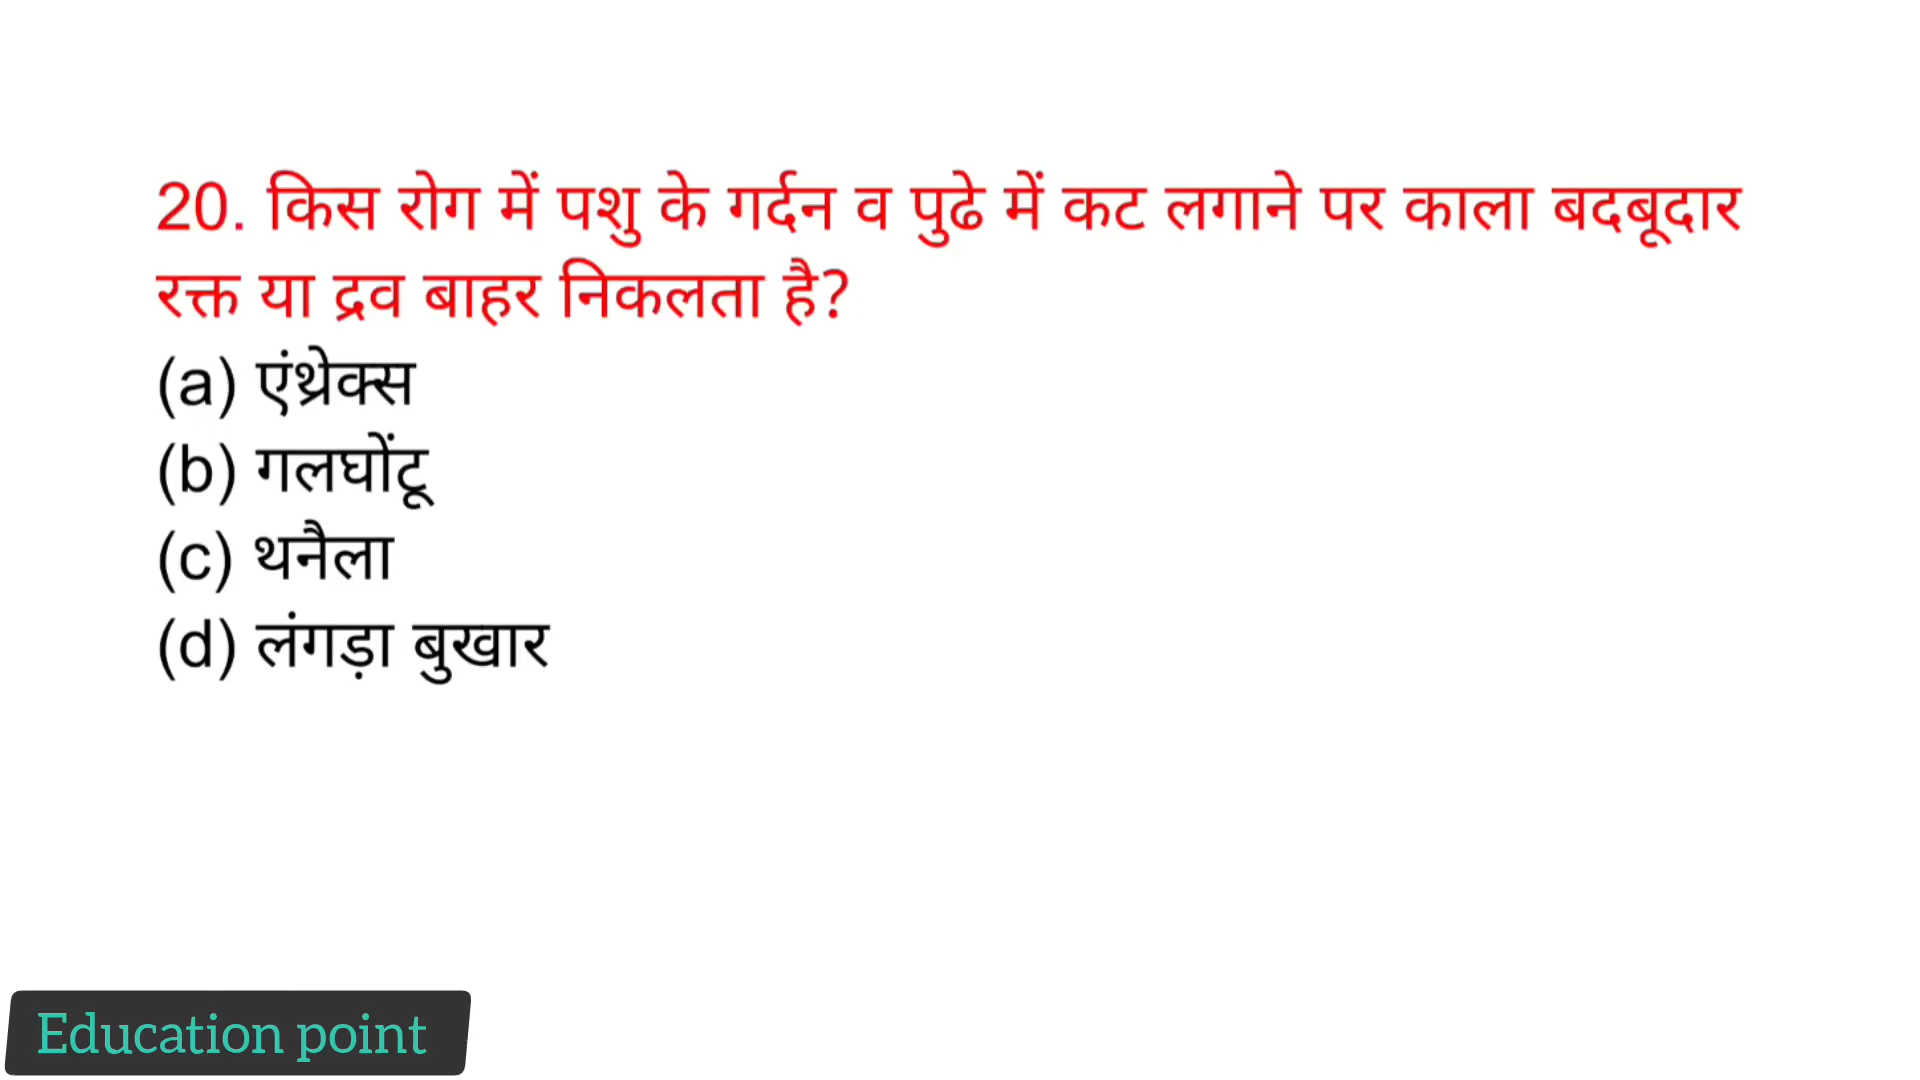 20. किस रोग में पशु के गर्दन व पुढे में कट लगाने पर काला बदबूदार
रक्त या द्रव बाहर निकलता है?
(a) एंथ्रेक्स
(b) गलघोंटू
(c) थनैला
(d) लंगड़ा बुखार
Education point